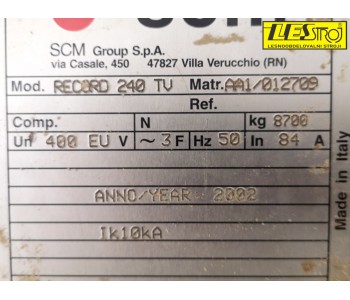 LESTROJ
LESNOOBDELOVALNI STROJI
SCM Group S.p.A.
via Casale, 450 47827 Villa Verucchio (RN)
Mod. RECORD 240 TV Matr. AA1/012709
Ref.
Comp. N kg 8700
Un 400 EU V ~ 3 F Hz 50 In 84 A
ANNO/YEAR 2002
Ik10kA
Made in Italy